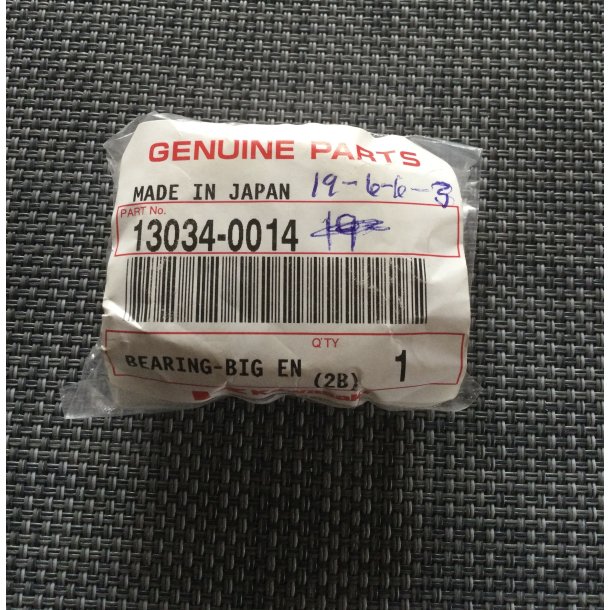 GENUINE PARTS
MADE IN JAPAN 19-6-6-3
PART No.
13034-0014
Q'TY
BEARING-BIG EN (2B) 1